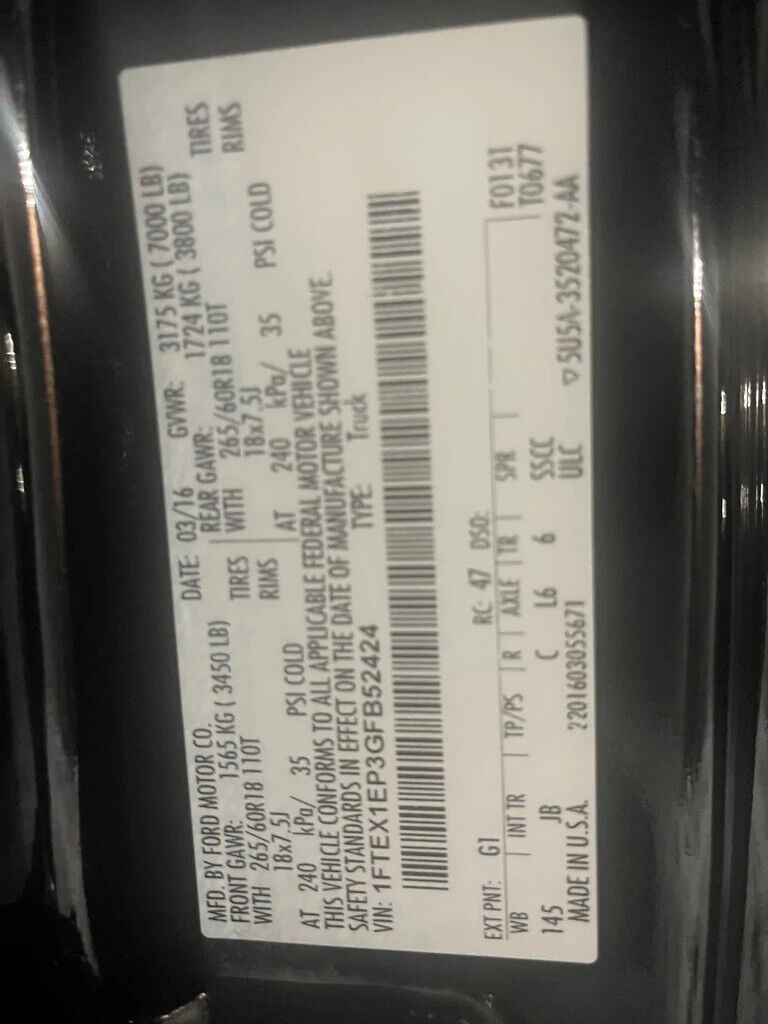 MFD. BY FORD MOTOR CO.
DATE: 03/16 GVWR: 3175 KG ( 7000 LB)
FRONT GAWR: 1565 KG ( 3450 LB)
REAR GAWR: 1724 KG ( 3800 LB)
WITH 265/60R18 110T TIRES
WITH 265/60R18 110T TIRES
18x7.5J RIMS
18x7.5J RIMS
AT 240 kPa/ 35 PSI COLD
AT 240 kPa/ 35 PSI COLD
THIS VEHICLE CONFORMS TO ALL APPLICABLE FEDERAL MOTOR VEHICLE
SAFETY STANDARDS IN EFFECT ON THE DATE OF MANUFACTURE SHOWN ABOVE.
VIN: 1FTEX1EP3GFB52424 TYPE: Truck
EXT PNT: G1 RC: 47 DSO: F0131
WB INT TR TP/PS R AXLE TR SPR T0677
145 JB C L6 6 SSCC
MADE IN U.S.A. 2201603055671 ULC ▽ 5U5A-3520472-AA